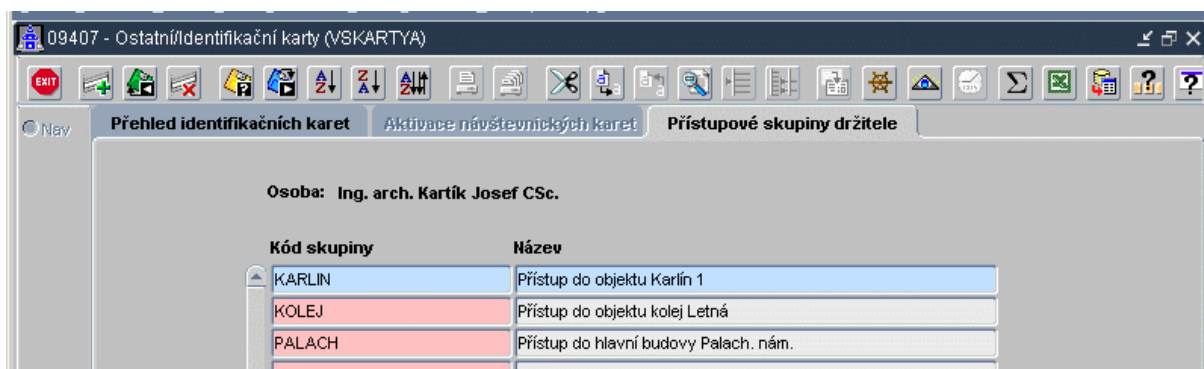 09407 - Ostatní/Identifikační karty (VSKARTYA)
EXIT
Nav
Přehled identifikačních karet
Aktivace návštevnických karet
Přístupové skupiny držitele
Osoba: Ing. arch. Kartík Josef CSc.
Kód skupiny Název
KARLIN Přístup do objektu Karlín 1
KOLEJ Přístup do objektu kolej Letná
PALACH Přístup do hlavní budovy Palach. nám.